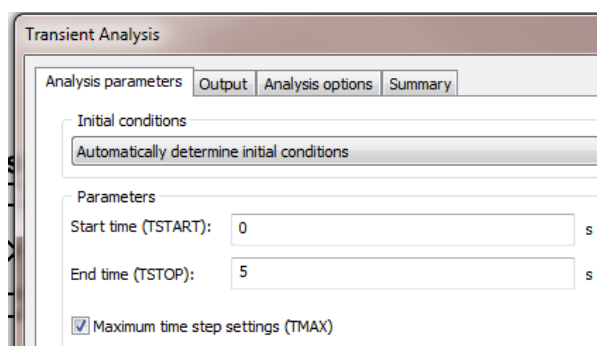 Transient Analysis
Analysis parameters Output Analysis options Summary
Initial conditions
Automatically determine initial conditions
Parameters
Start time (TSTART): 0 s
End time (TSTOP): 5 s
Maximum time step settings (TMAX)